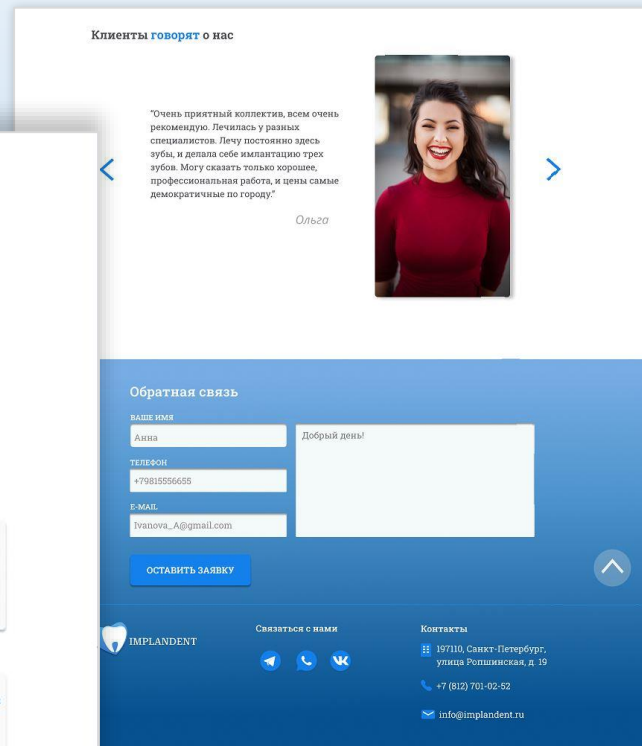 Клиенты говорят о нас
"Очень приятный коллектив, всем очень
рекомендую. Лечилась у разных
специалистов. Лечу постоянно здесь
зубы, и делала себе имлантацию трех
зубов. Могу сказать только хорошее,
профессиональная работа, и цены самые
демократичные по городу."
Ольга
Обратная связь
ВАШЕ ИМЯ
Анна
Добрый день!
ТЕЛЕФОН
+79815556655
E-MAIL
Ivanova_A@gmail.com
ОСТАВИТЬ ЗАЯВКУ
IMPLANDENT
Связаться с нами
Контакты
197110, Санкт-Петербург,
улица Ропшинская, д. 19
+7 (812) 701-02-52
info@implandent.ru